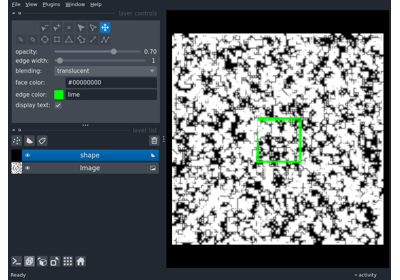 File View Plugins Window Help
layer controls
opacity: 0.70
edge width: 1
blending: translucent
face color: #00000000
edge color: lime
display text:
layer list
shape
Image
Ready
activity